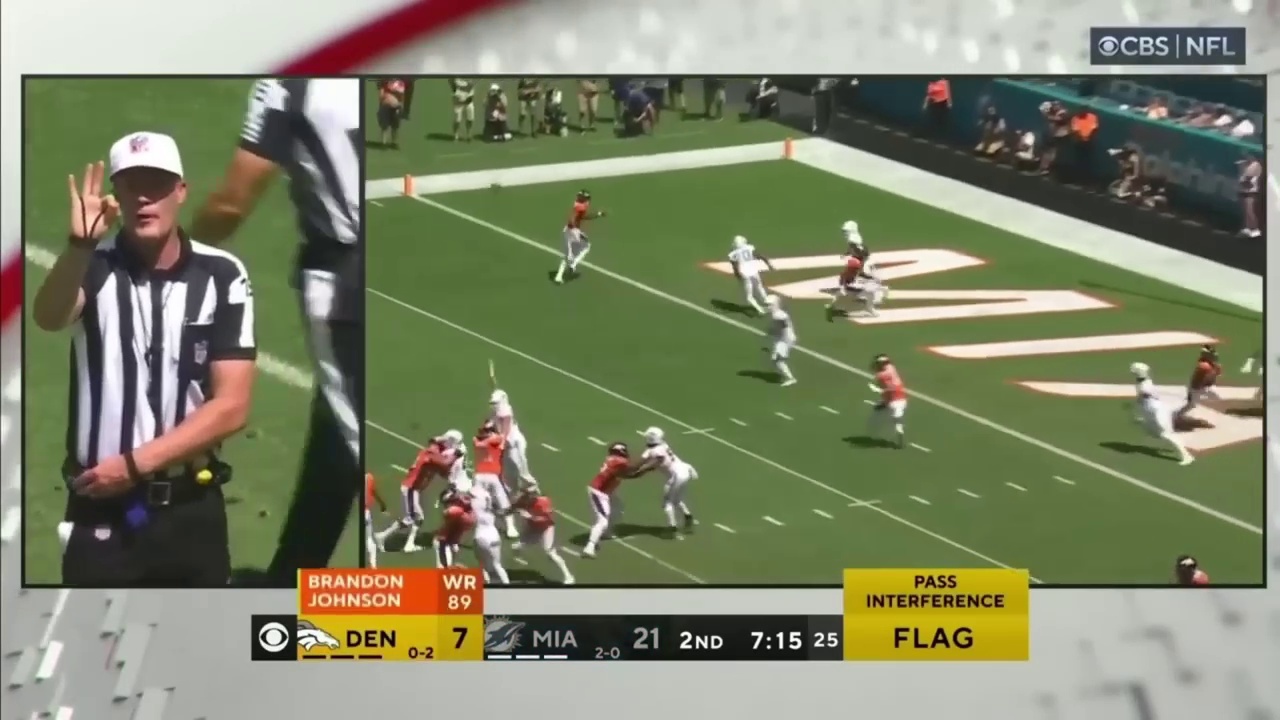 CBS | NFL
BRANDON WR
JOHNSON 89
PASS
INTERFERENCE
DEN 0-2 7 MIA 2-0 21 2ND 7:15 25 FLAG